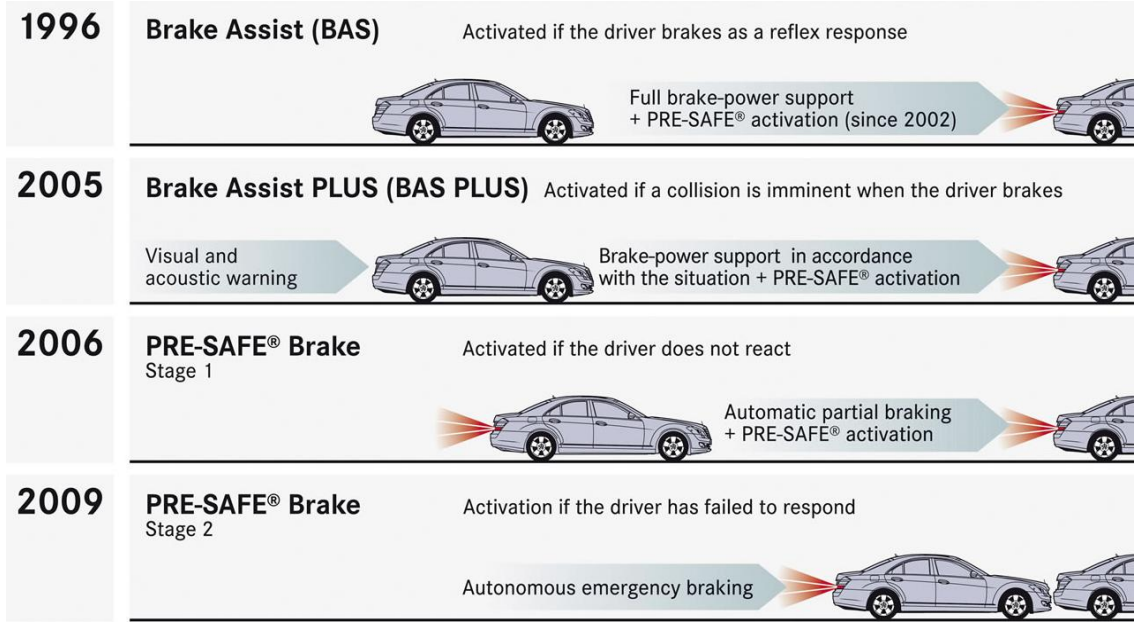 1996
Brake Assist (BAS)
Activated if the driver brakes as a reflex response
Full brake-power support
+ PRE-SAFE® activation (since 2002)
2005
Brake Assist PLUS (BAS PLUS)
Activated if a collision is imminent when the driver brakes
Visual and
acoustic warning
Brake-power support in accordance
with the situation + PRE-SAFE® activation
2006
PRE-SAFE® Brake
Stage 1
Activated if the driver does not react
Automatic partial braking
+ PRE-SAFE® activation
2009
PRE-SAFE® Brake
Stage 2
Activation if the driver has failed to respond
Autonomous emergency braking